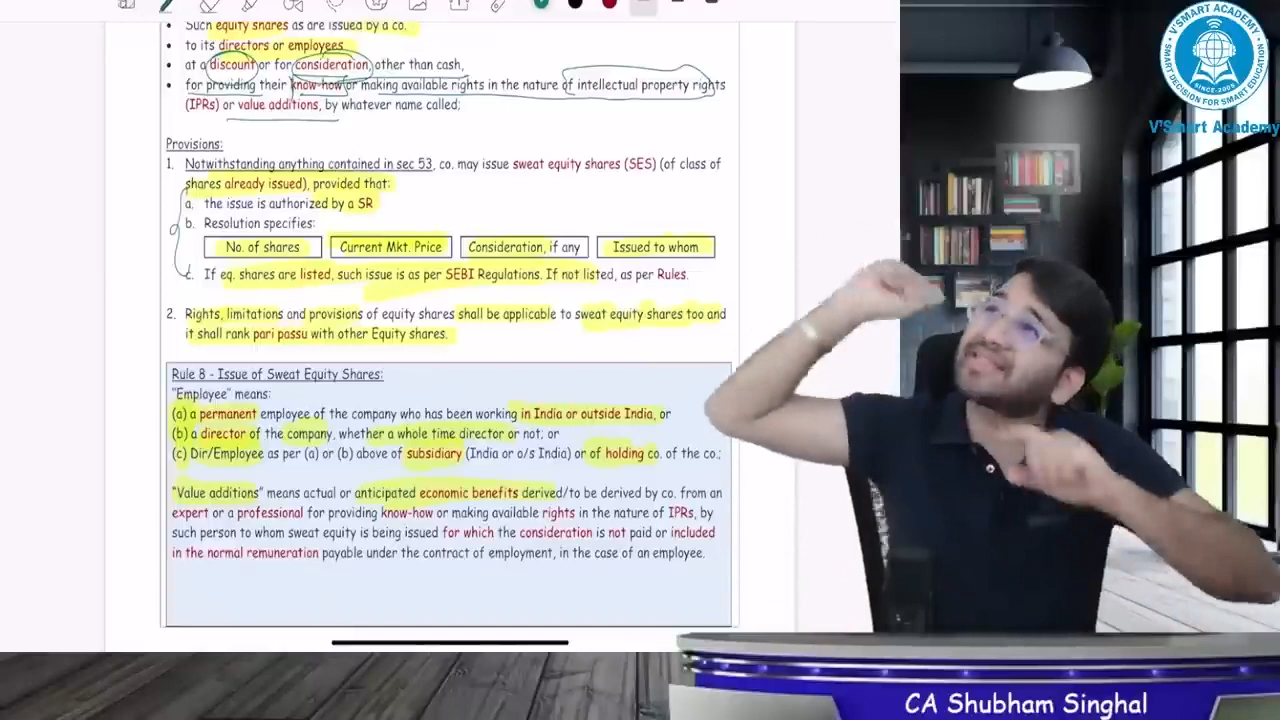 • Such equity shares as are issued by a co.
• to its directors or employees
• at a discount or for consideration, other than cash,
• for providing their know-how or making available rights in the nature of intellectual property rights
(IPRs) or value additions, by whatever name called;
Provisions:
1. Notwithstanding anything contained in sec 53, co. may issue sweat equity shares (SES) (of class of
shares already issued), provided that:
a. the issue is authorized by a SR
b. Resolution specifies:
No. of shares Current Mkt. Price Consideration, if any Issued to whom
c. If eq. shares are listed, such issue is as per SEBI Regulations. If not listed, as per Rules.
2. Rights, limitations and provisions of equity shares shall be applicable to sweat equity shares too and
it shall rank pari passu with other Equity shares.
Rule 8 - Issue of Sweat Equity Shares:
"Employee" means:
(a) a permanent employee of the company who has been working in India or outside India, or
(b) a director of the company, whether a whole time director or not; or
(c) Dir/Employee as per (a) or (b) above of subsidiary (India or o/s India) or of holding co. of the co.;
"Value additions" means actual or anticipated economic benefits derived/to be derived by co. from an
expert or a professional for providing know-how or making available rights in the nature of IPRs, by
such person to whom sweat equity is being issued for which the consideration is not paid or included
in the normal remuneration payable under the contract of employment, in the case of an employee.
V'SMART ACADEMY
SINCE-2005
DECISION FOR SMART EDUCATION
V'Smart Academy
CA Shubham Singhal